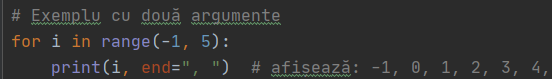 # Exemplu cu două argumente
for i in range(-1, 5):
    print(i, end=", ")  # afișează: -1, 0, 1, 2, 3, 4,